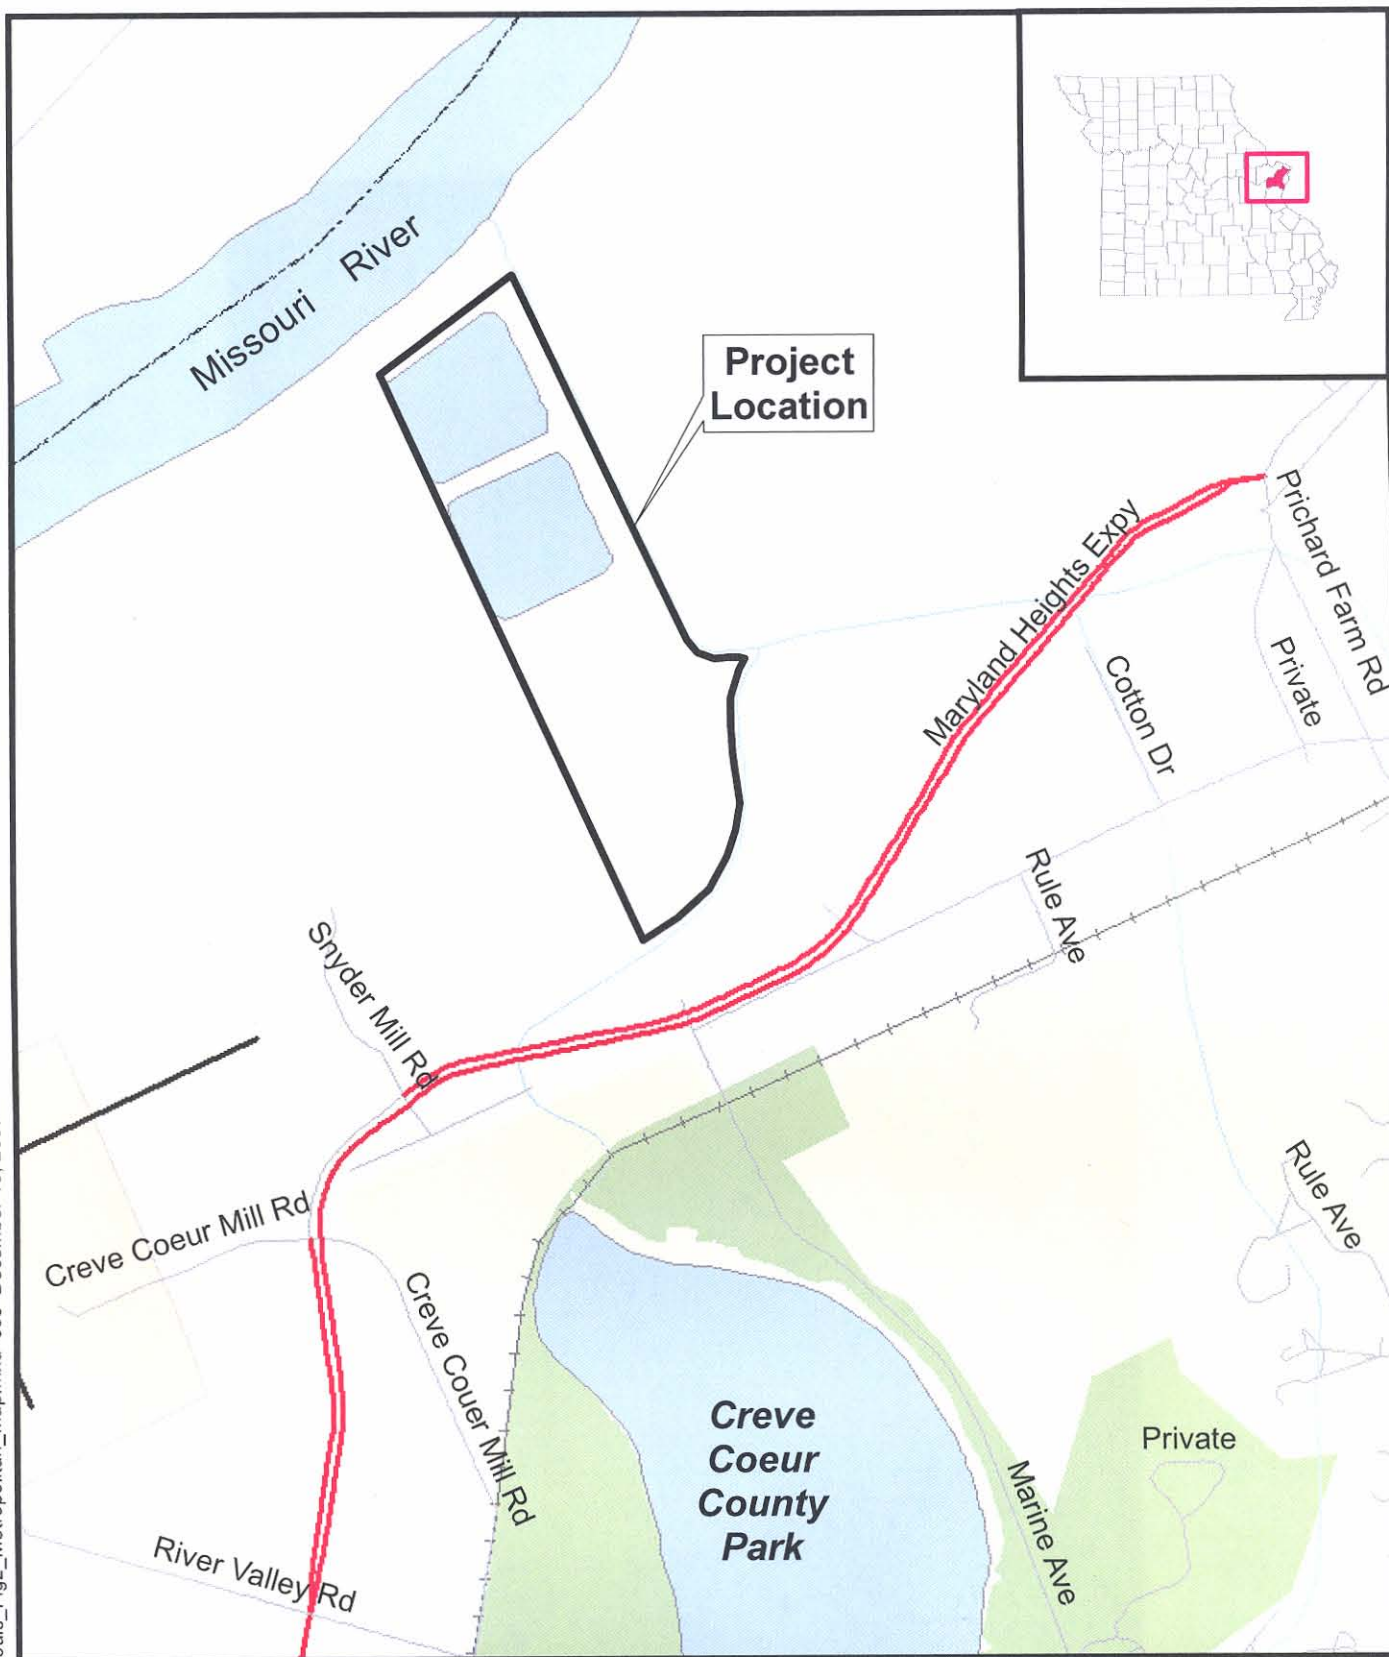 Missouri River
Project
Location
Maryland Heights Expy
Prichard Farm Rd
Private
Cotton Dr
Rule Ave
Snyder Mill Rd
Creve Coeur Mill Rd
Creve Couer Mill Rd
Rule Ave
Creve
Coeur
County
Park
Private
Marine Ave
River Valley Rd